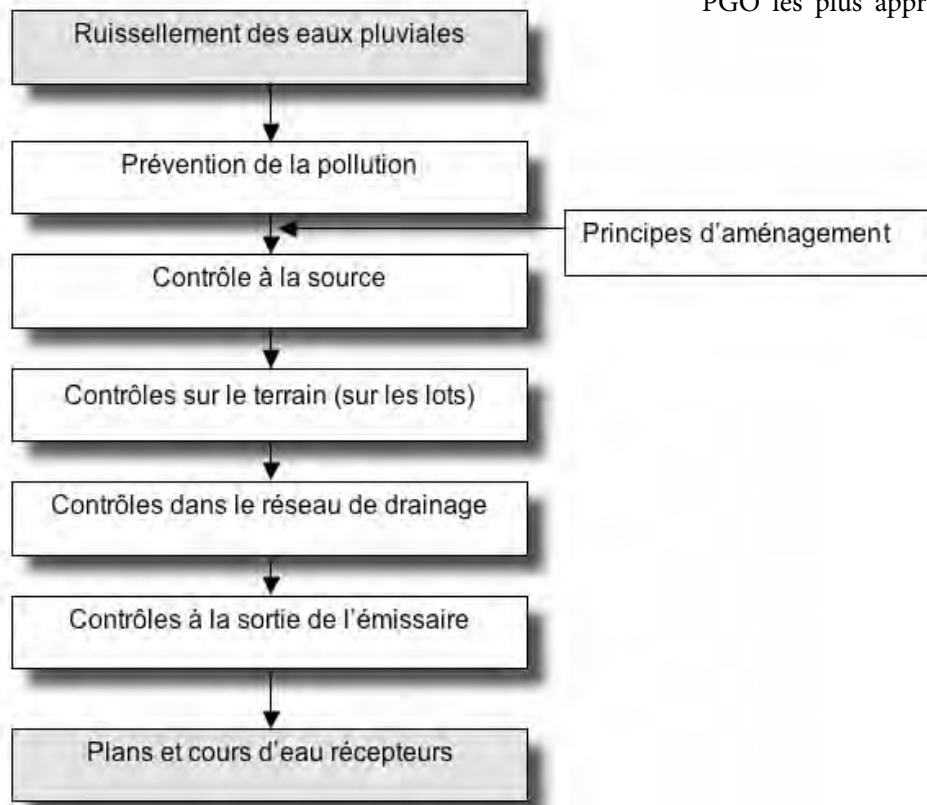 PGO les plus appr
Ruissellement des eaux pluviales
Prévention de la pollution
Principes d'aménagement
Contrôle à la source
Contrôles sur le terrain (sur les lots)
Contrôles dans le réseau de drainage
Contrôles à la sortie de l'émissaire
Plans et cours d'eau récepteurs